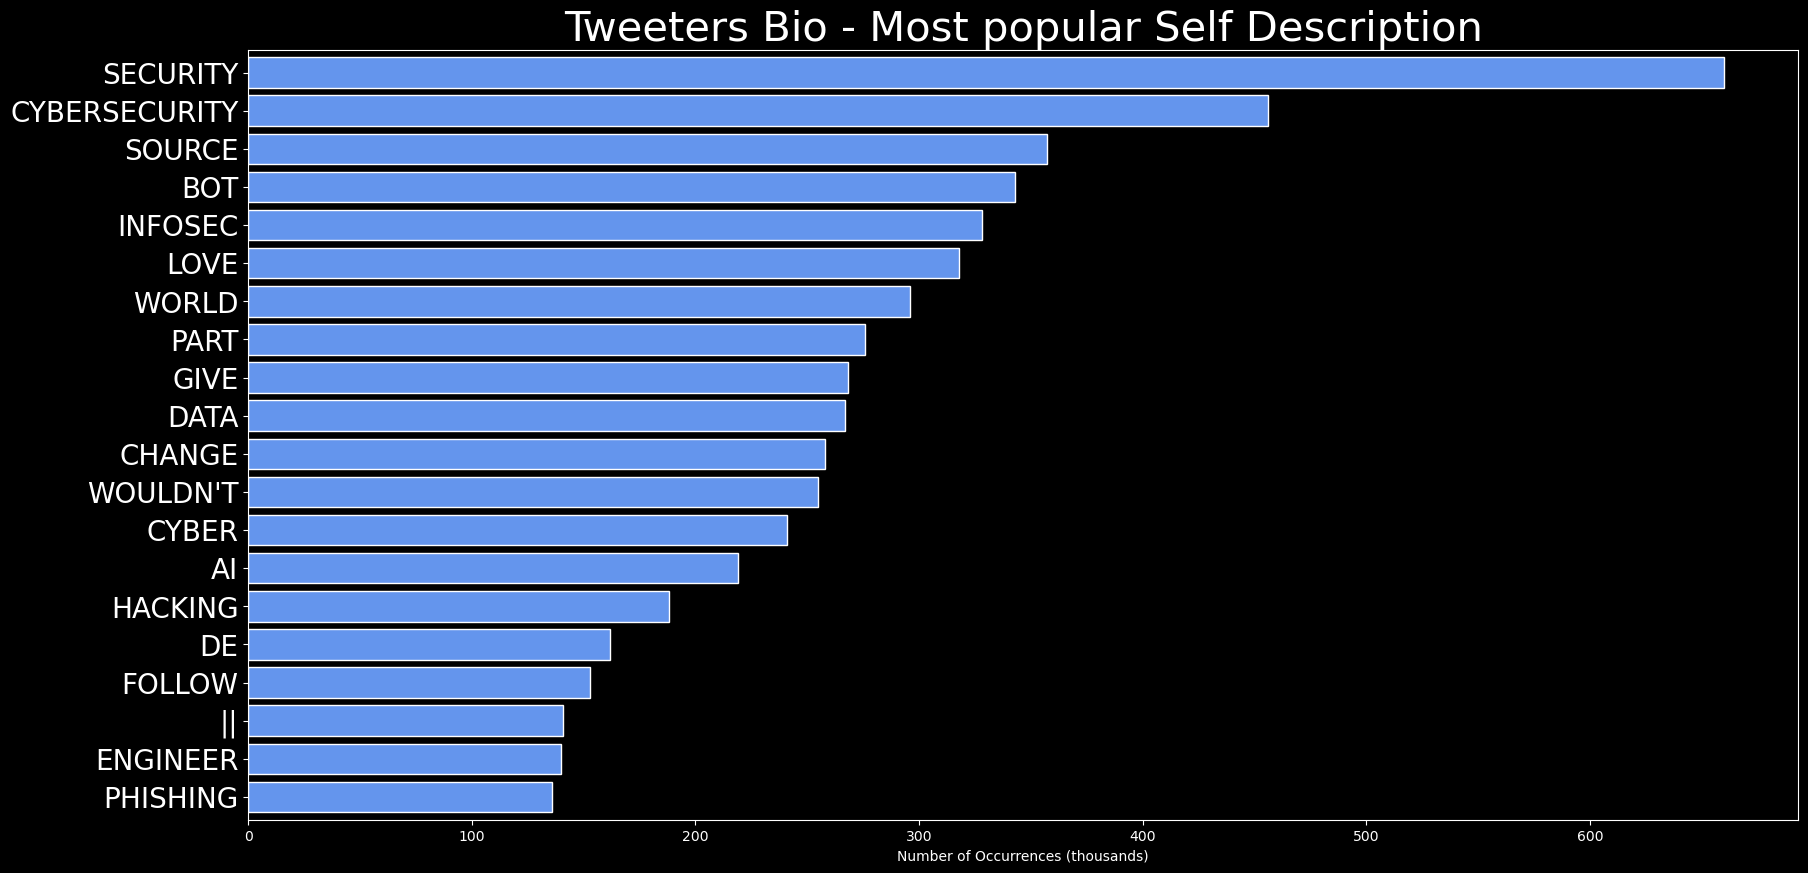 Tweeters Bio - Most popular Self Description
SECURITY
CYBERSECURITY
SOURCE
BOT
INFOSEC
LOVE
WORLD
PART
GIVE
DATA
CHANGE
WOULDN'T
CYBER
AI
HACKING
DE
FOLLOW
||
ENGINEER
PHISHING
0 100 200 300 400 500 600
Number of Occurrences (thousands)